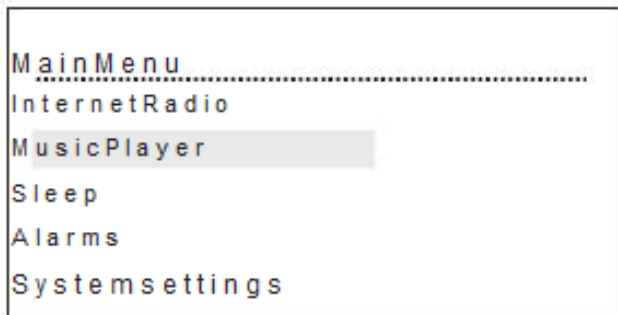 MainMenu
InternetRadio
MusicPlayer
Sleep
Alarms
Systemsettings